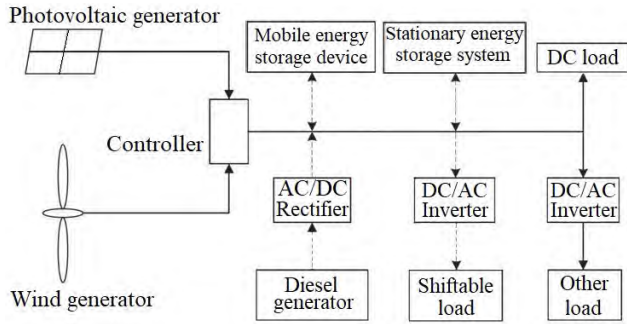 Photovoltaic generator
Mobile energy
storage device
Stationary energy
storage system
DC load
Controller
AC/DC
Rectifier
DC/AC
Inverter
DC/AC
Inverter
Wind generator
Diesel
generator
Shiftable
load
Other
load